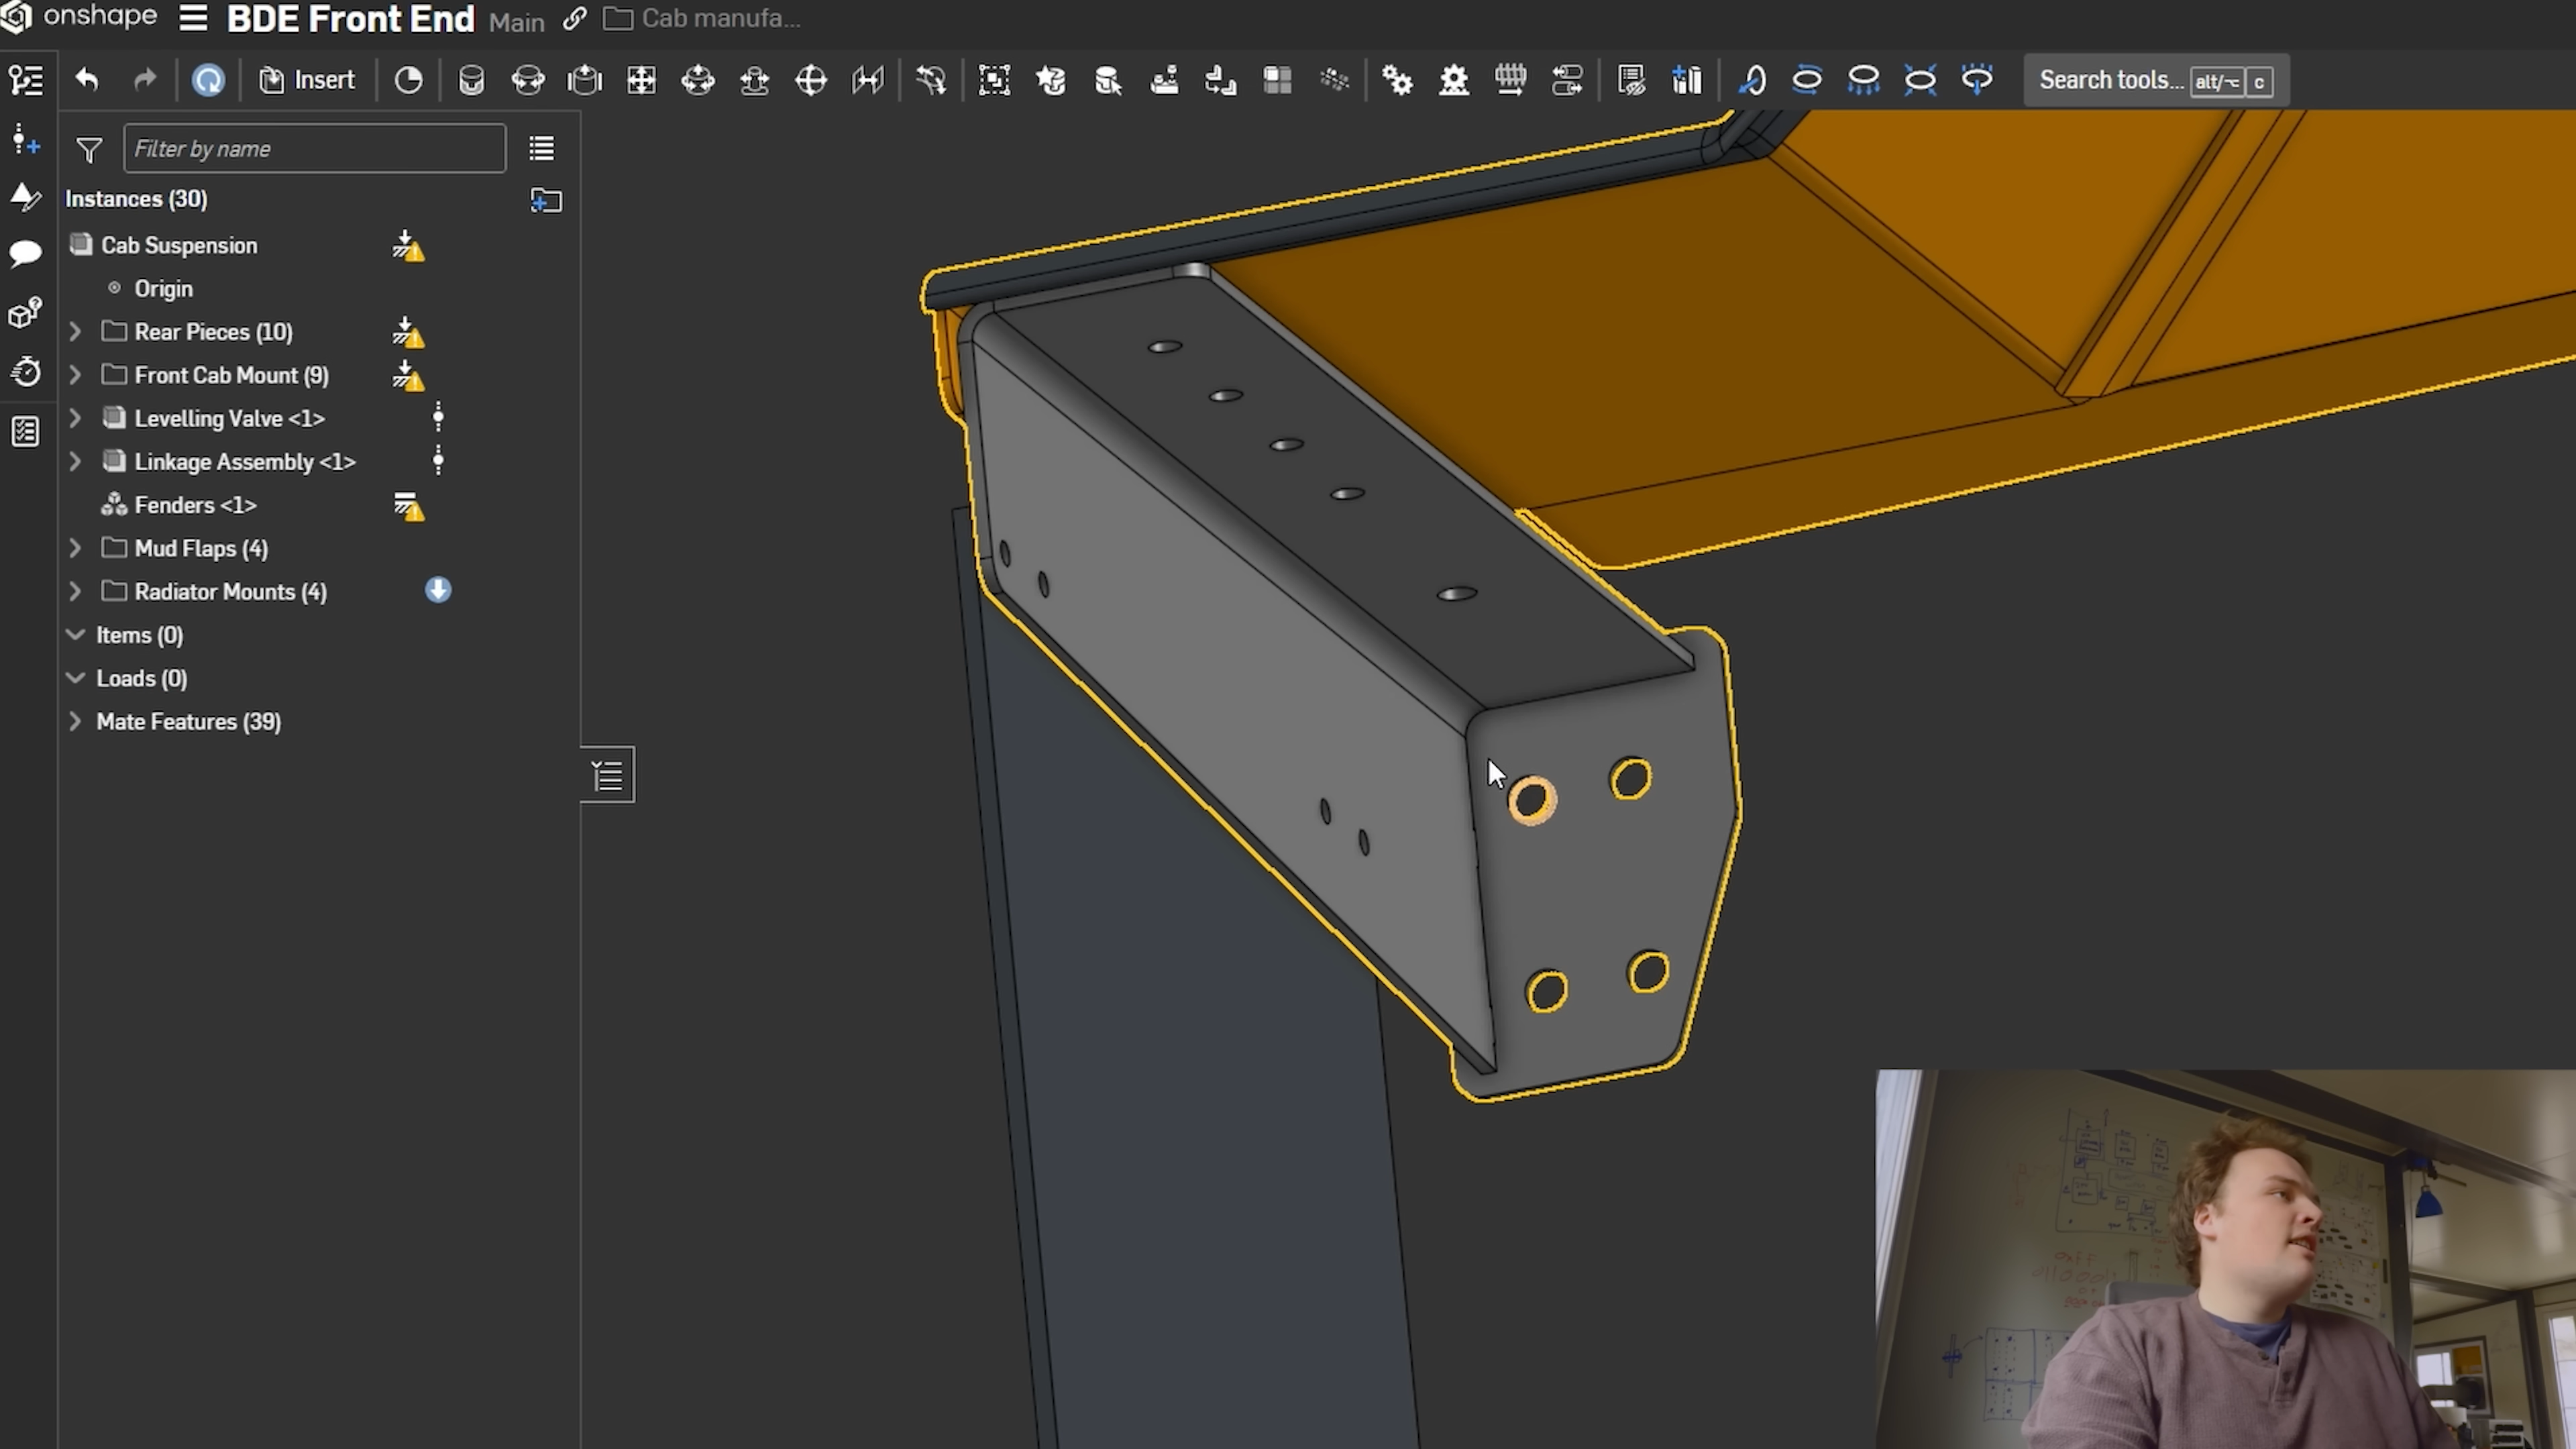 onshape BDE Front End Main Cab manufa...
Insert Search tools... alt/⌥ c
Filter by name
Instances (30)
Cab Suspension
Origin
Rear Pieces (10)
Front Cab Mount (9)
Levelling Valve <1>
Linkage Assembly <1>
Fenders <1>
Mud Flaps (4)
Radiator Mounts (4)
Items (0)
Loads (0)
Mate Features (39)